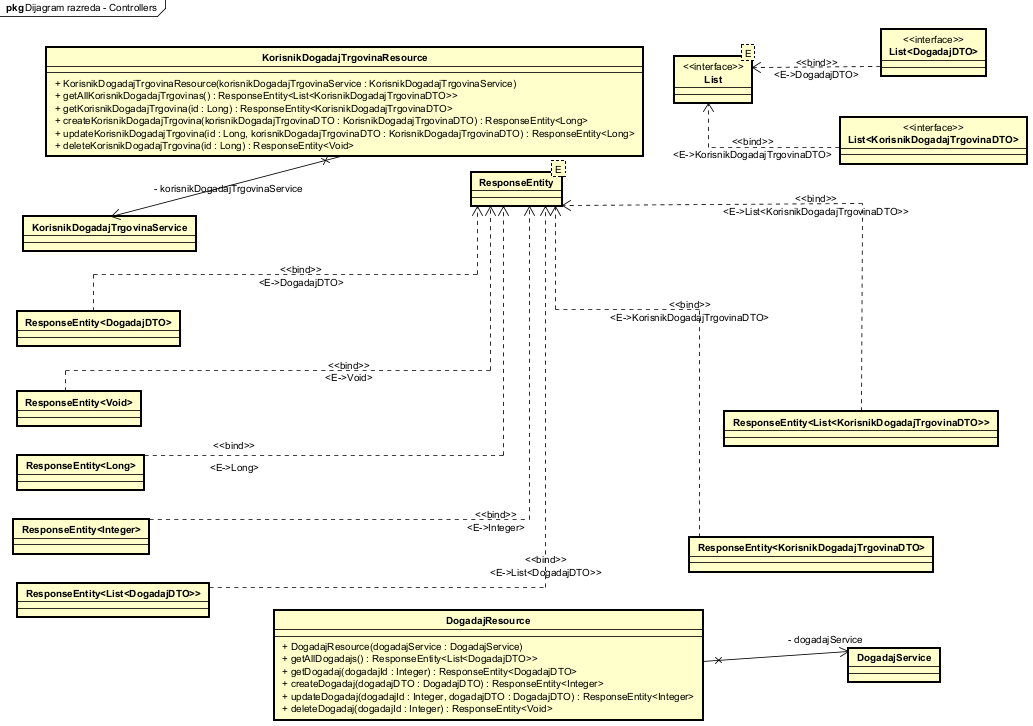 pkg Dijagram razreda - Controllers
KorisnikDogadajTrgovinaResource
+ KorisnikDogadajTrgovinaResource(korisnikDogadajTrgovinaService : KorisnikDogadajTrgovinaService)
+ getAllKorisnikDogadajTrgovinas() : ResponseEntity<List<KorisnikDogadajTrgovinaDTO>>
+ getKorisnikDogadajTrgovina(id : Long) : ResponseEntity<KorisnikDogadajTrgovinaDTO>
+ createKorisnikDogadajTrgovina(korisnikDogadajTrgovinaDTO : KorisnikDogadajTrgovinaDTO) : ResponseEntity<Long>
+ updateKorisnikDogadajTrgovina(id : Long, korisnikDogadajTrgovinaDTO : KorisnikDogadajTrgovinaDTO) : ResponseEntity<Long>
+ deleteKorisnikDogadajTrgovina(id : Long) : ResponseEntity<Void>
E
<<interface>>
List
<<bind>>
<E->DogadajDTO>
<<interface>>
List<DogadajDTO>
<<bind>>
<E->KorisnikDogadajTrgovinaDTO>
<<interface>>
List<KorisnikDogadajTrgovinaDTO>
- korisnikDogadajTrgovinaService
KorisnikDogadajTrgovinaService
E
ResponseEntity
<<bind>>
<E->List<KorisnikDogadajTrgovinaDTO>>
<<bind>>
<E->DogadajDTO>
ResponseEntity<DogadajDTO>
<<bind>>
<E->KorisnikDogadajTrgovinaDTO>
<<bind>>
<E->Void>
ResponseEntity<Void>
ResponseEntity<List<KorisnikDogadajTrgovinaDTO>>
<<bind>>
<E->Long>
ResponseEntity<Long>
<<bind>>
<E->Integer>
ResponseEntity<Integer>
ResponseEntity<KorisnikDogadajTrgovinaDTO>
<<bind>>
<E->List<DogadajDTO>>
ResponseEntity<List<DogadajDTO>>
DogadajResource
+ DogadajResource(dogadajService : DogadajService)
+ getAllDogadajs() : ResponseEntity<List<DogadajDTO>>
+ getDogadaj(dogadajId : Integer) : ResponseEntity<DogadajDTO>
+ createDogadaj(dogadajDTO : DogadajDTO) : ResponseEntity<Integer>
+ updateDogadaj(dogadajId : Integer, dogadajDTO : DogadajDTO) : ResponseEntity<Integer>
+ deleteDogadaj(dogadajId : Integer) : ResponseEntity<Void>
- dogadajService
DogadajService